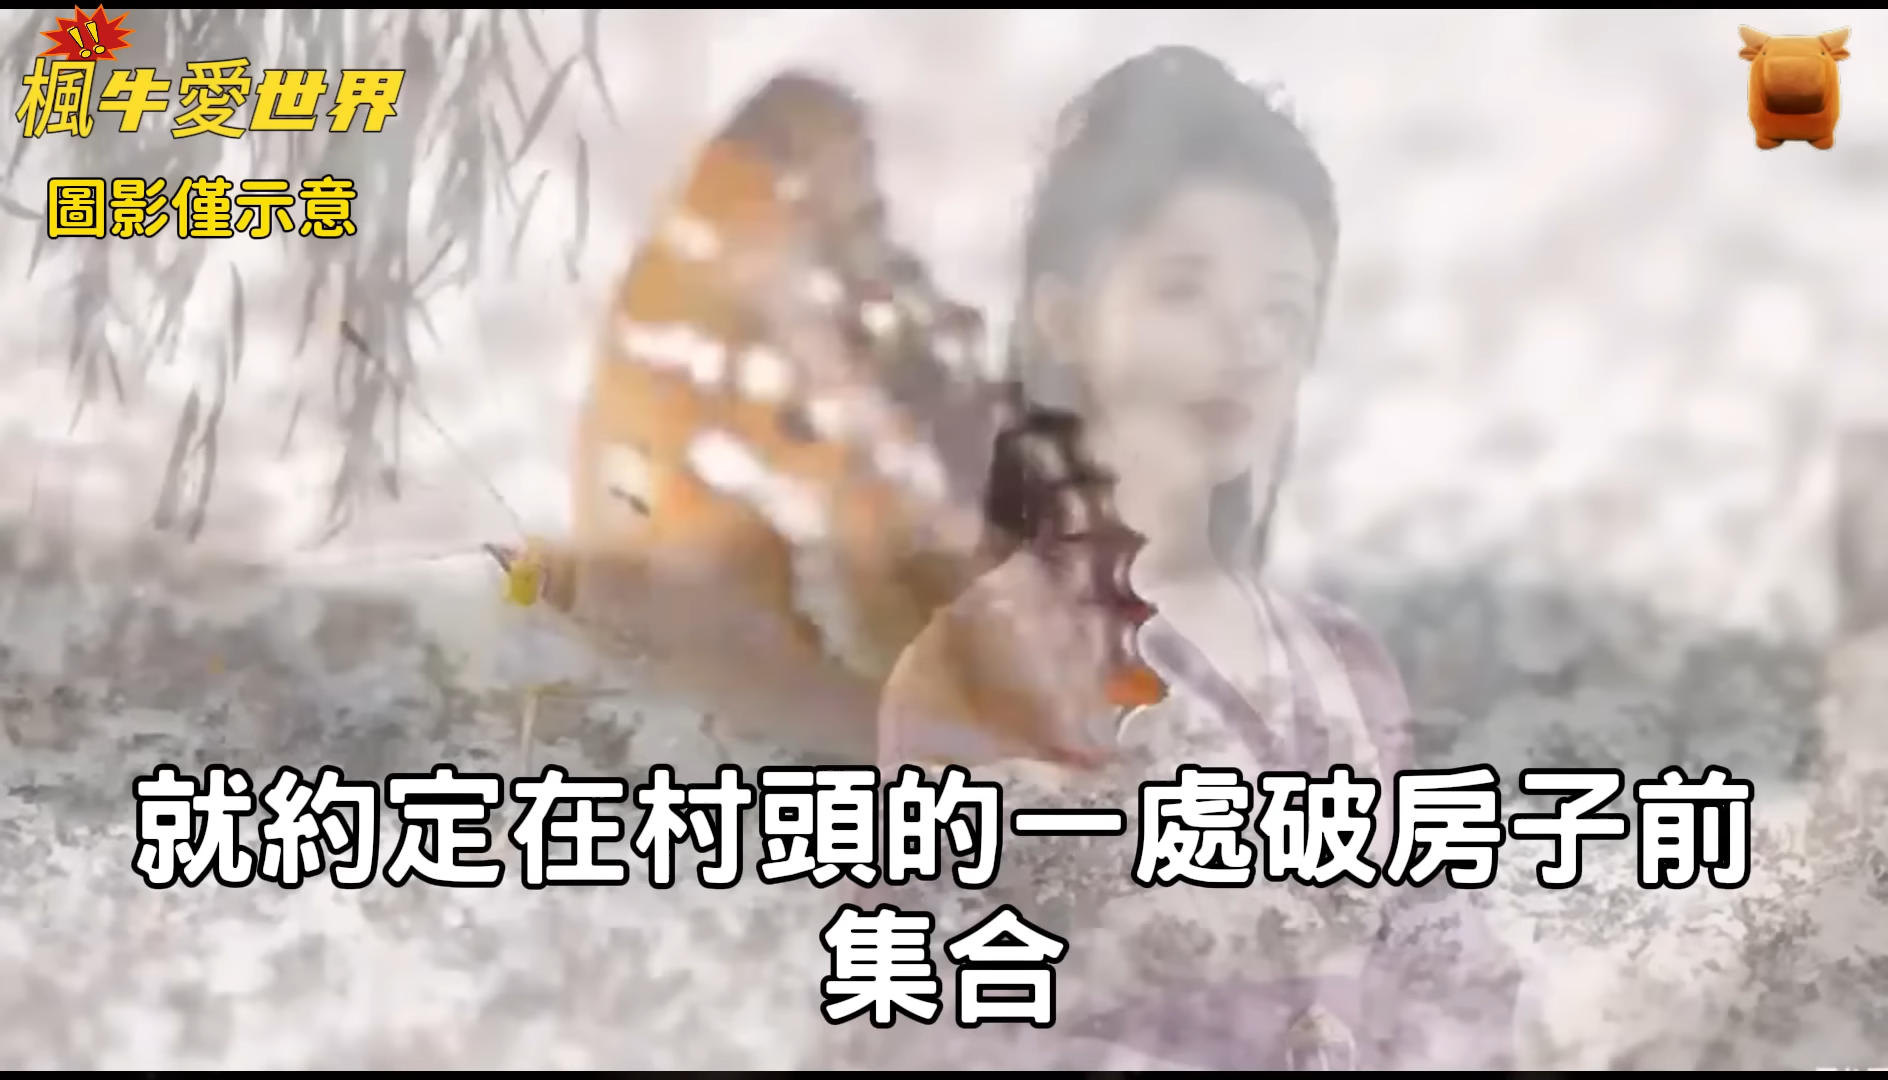 楓牛愛世界
圖影僅示意
就約定在村頭的一處破房子前
集合